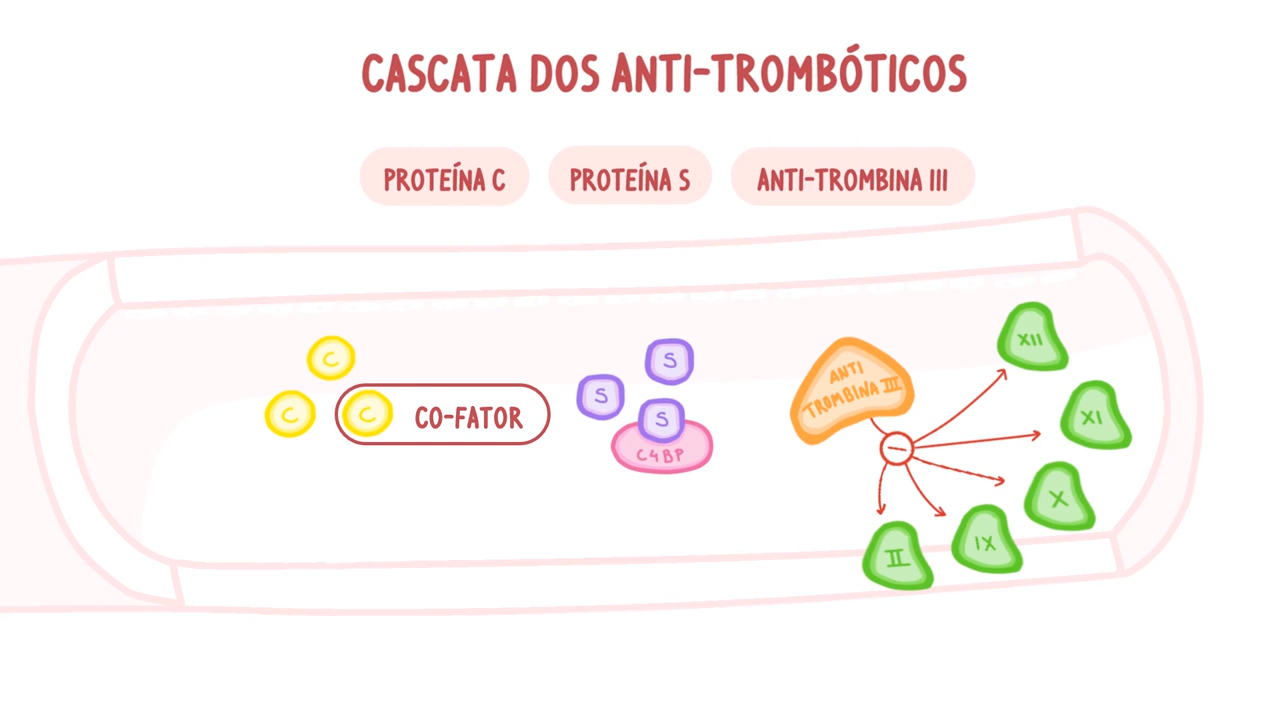 CASCATA DOS ANTI-TROMBÓTICOS
PROTEÍNA C
PROTEÍNA S
ANTI-TROMBINA III
C
C
C
CO-FATOR
S
S
S
C4BP
ANTI
TROMBINA III
XII
XI
X
IX
II